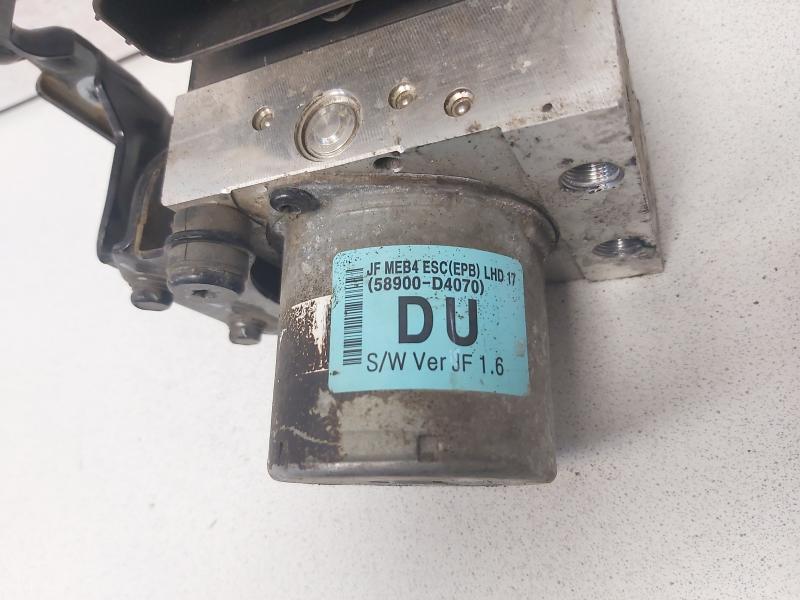 JF MEB4 ESC(EPB) LHD 17
(58900-D4070)
DU
S/W Ver JF 1.6